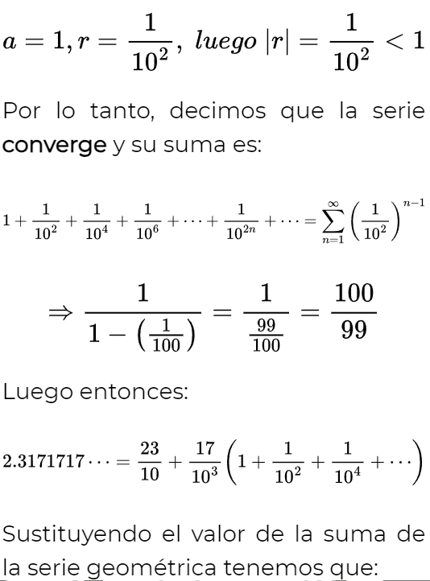 a = 1, r = 1/10², luego |r| = 1/10² < 1
Por lo tanto, decimos que la serie
converge y su suma es:
1 + 1/10² + 1/10⁴ + 1/10⁶ + ··· + 1/10²ⁿ + ··· = ∑_{n=1}^{∞} (1/10²)^{n−1}
⇒ 1/(1 − (1/100)) = 1/(99/100) = 100/99
Luego entonces:
2.3171717··· = 23/10 + 17/10³ (1 + 1/10² + 1/10⁴ + ···)
Sustituyendo el valor de la suma de
la serie geométrica tenemos que: